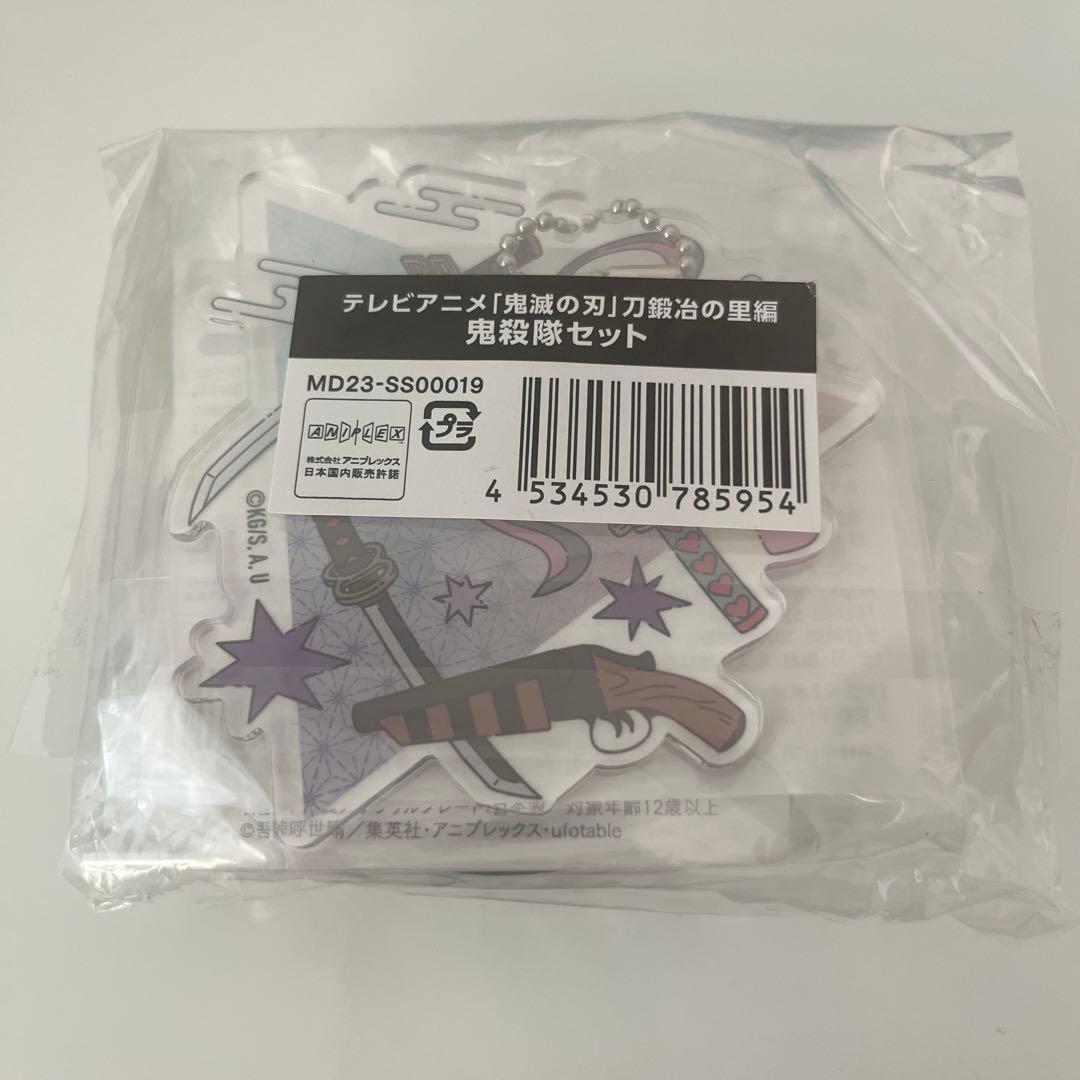 テレビアニメ「鬼滅の刃」刀鍛冶の里編
鬼殺隊セット
MD23-SS00019
ANIPLEX™
株式会社 アニプレックス
日本国内販売許諾
プラ
4 534530 785954
©KG/S, A, U
対象年齢12歳以上
©吾峠呼世晴／集英社・アニプレックス・ufotable